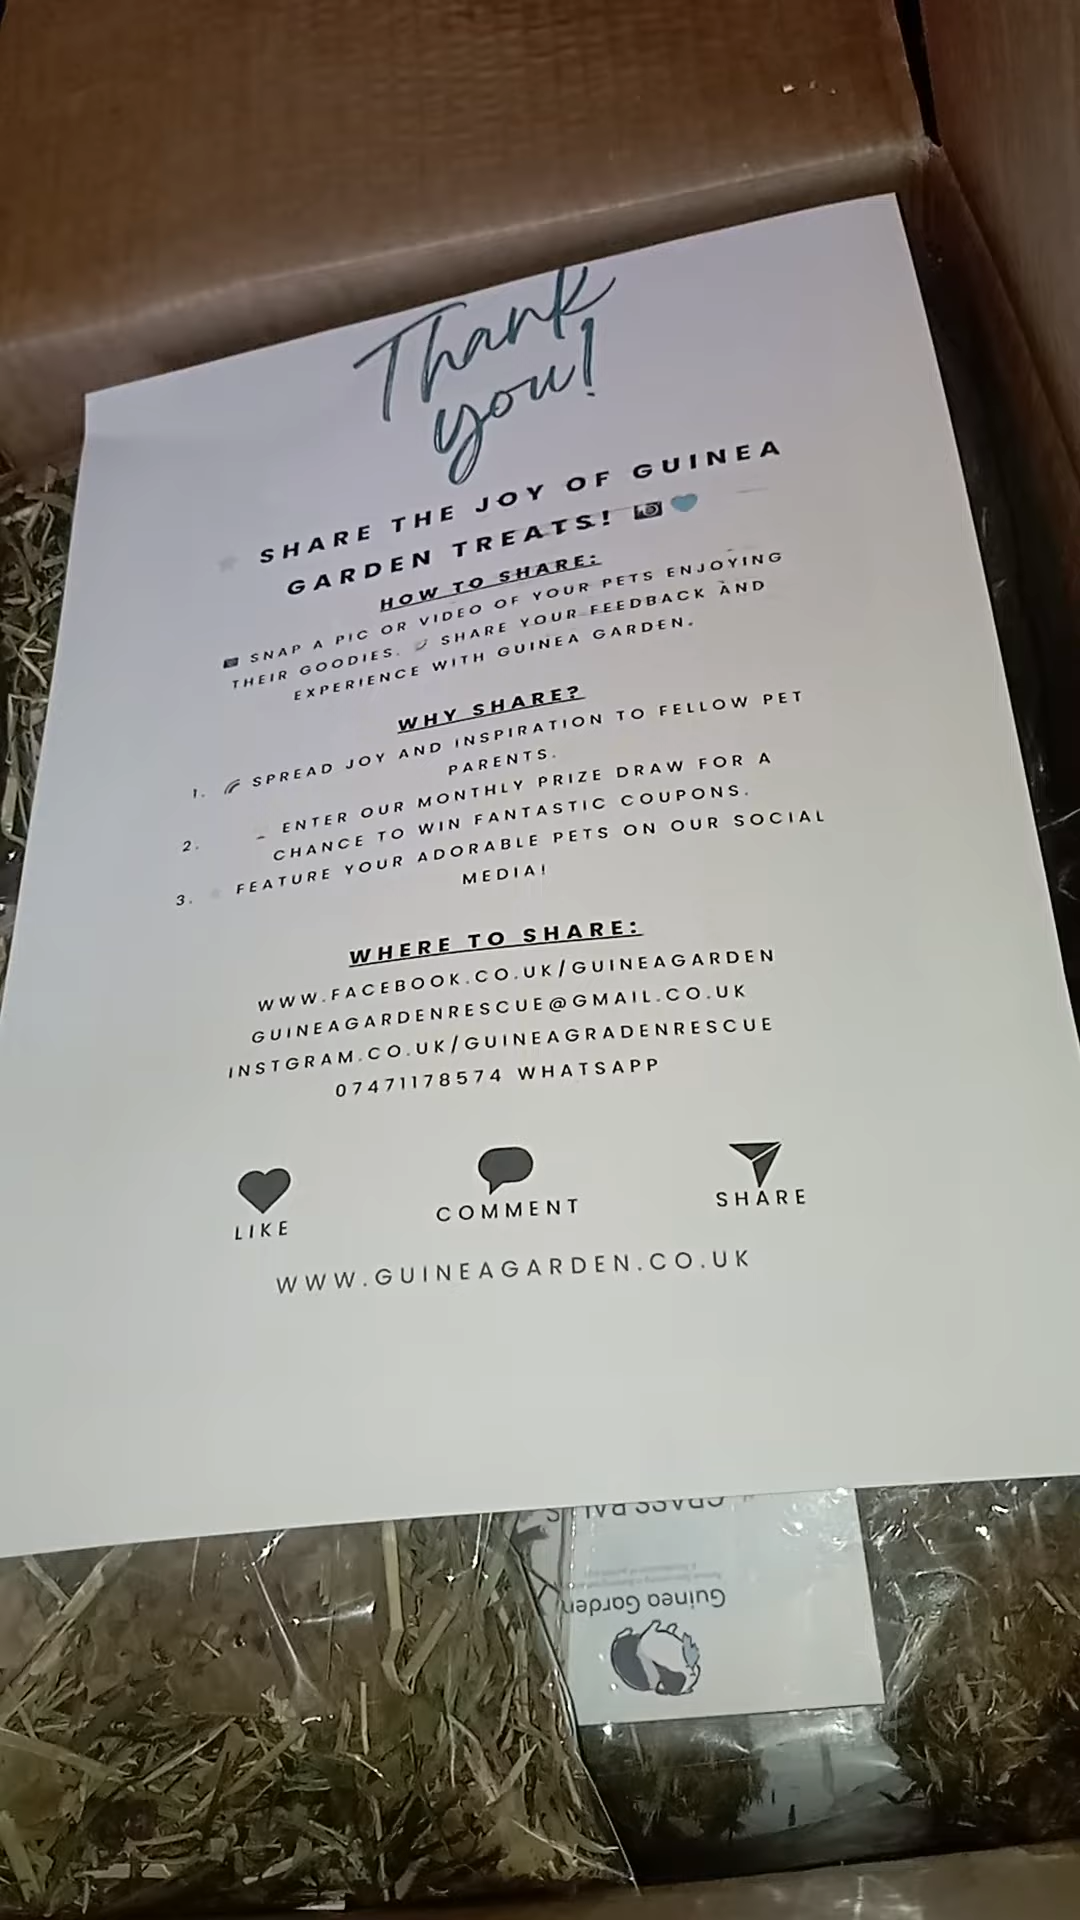 Thank
you!
SHARE THE JOY OF GUINEA
GARDEN TREATS!
HOW TO SHARE:
SNAP A PIC OR VIDEO OF YOUR PETS ENJOYING
THEIR GOODIES. SHARE YOUR FEEDBACK AND
EXPERIENCE WITH GUINEA GARDEN.
WHY SHARE?
1. SPREAD JOY AND INSPIRATION TO FELLOW PET
PARENTS.
2. ENTER OUR MONTHLY PRIZE DRAW FOR A
CHANCE TO WIN FANTASTIC COUPONS.
3. FEATURE YOUR ADORABLE PETS ON OUR SOCIAL
MEDIA!
WHERE TO SHARE:
WWW.FACEBOOK.CO.UK/GUINEAGARDEN
GUINEAGARDENRESCUE@GMAIL.CO.UK
INSTGRAM.CO.UK/GUINEAGRADENRESCUE
07471178574 WHATSAPP
LIKE
COMMENT
SHARE
WWW.GUINEAGARDEN.CO.UK
GRASS
Guinea Garden